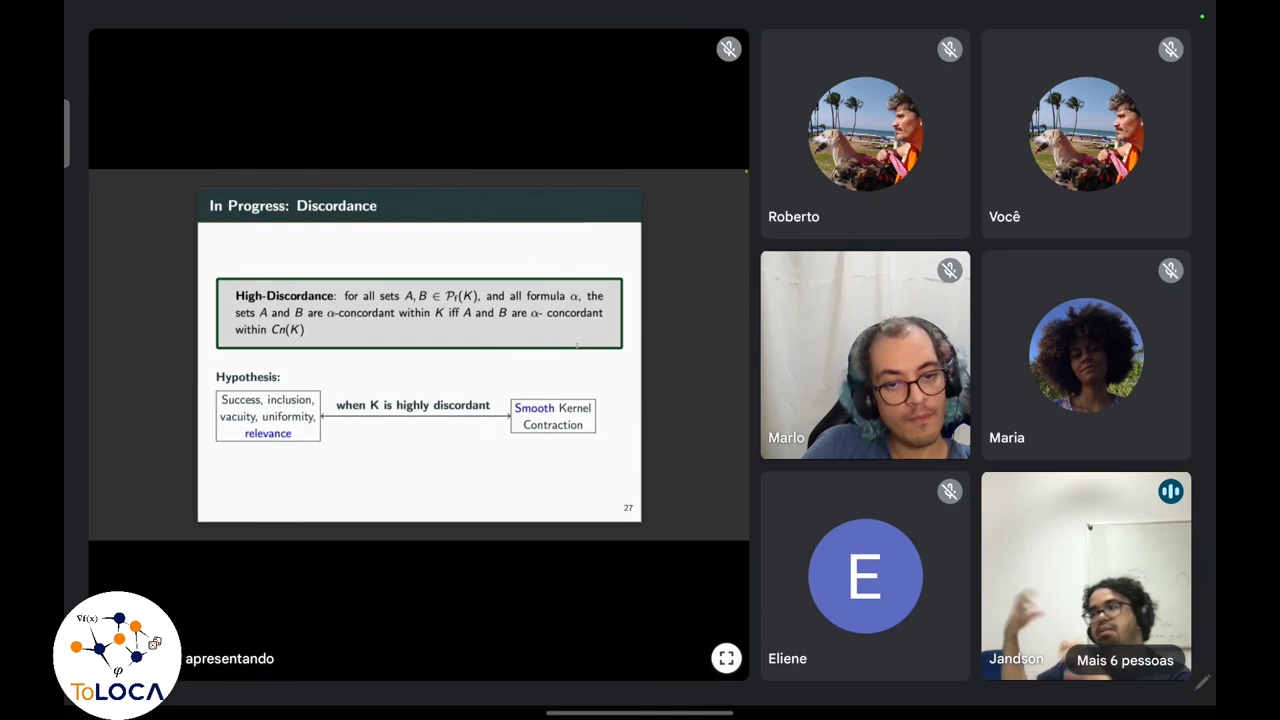 In Progress: Discordance
High-Discordance: for all sets A, B ∈ P_f(K), and all formula α, the
sets A and B are α-concordant within K iff A and B are α- concordant
within Cn(K)
Hypothesis:
Success, inclusion,
vacuity, uniformity,
relevance
when K is highly discordant
Smooth Kernel
Contraction
27
Roberto
Você
Marlo
Maria
E
Eliene
Jandson
Mais 6 pessoas
apresentando
∇f(x)
φ
ToLOCA